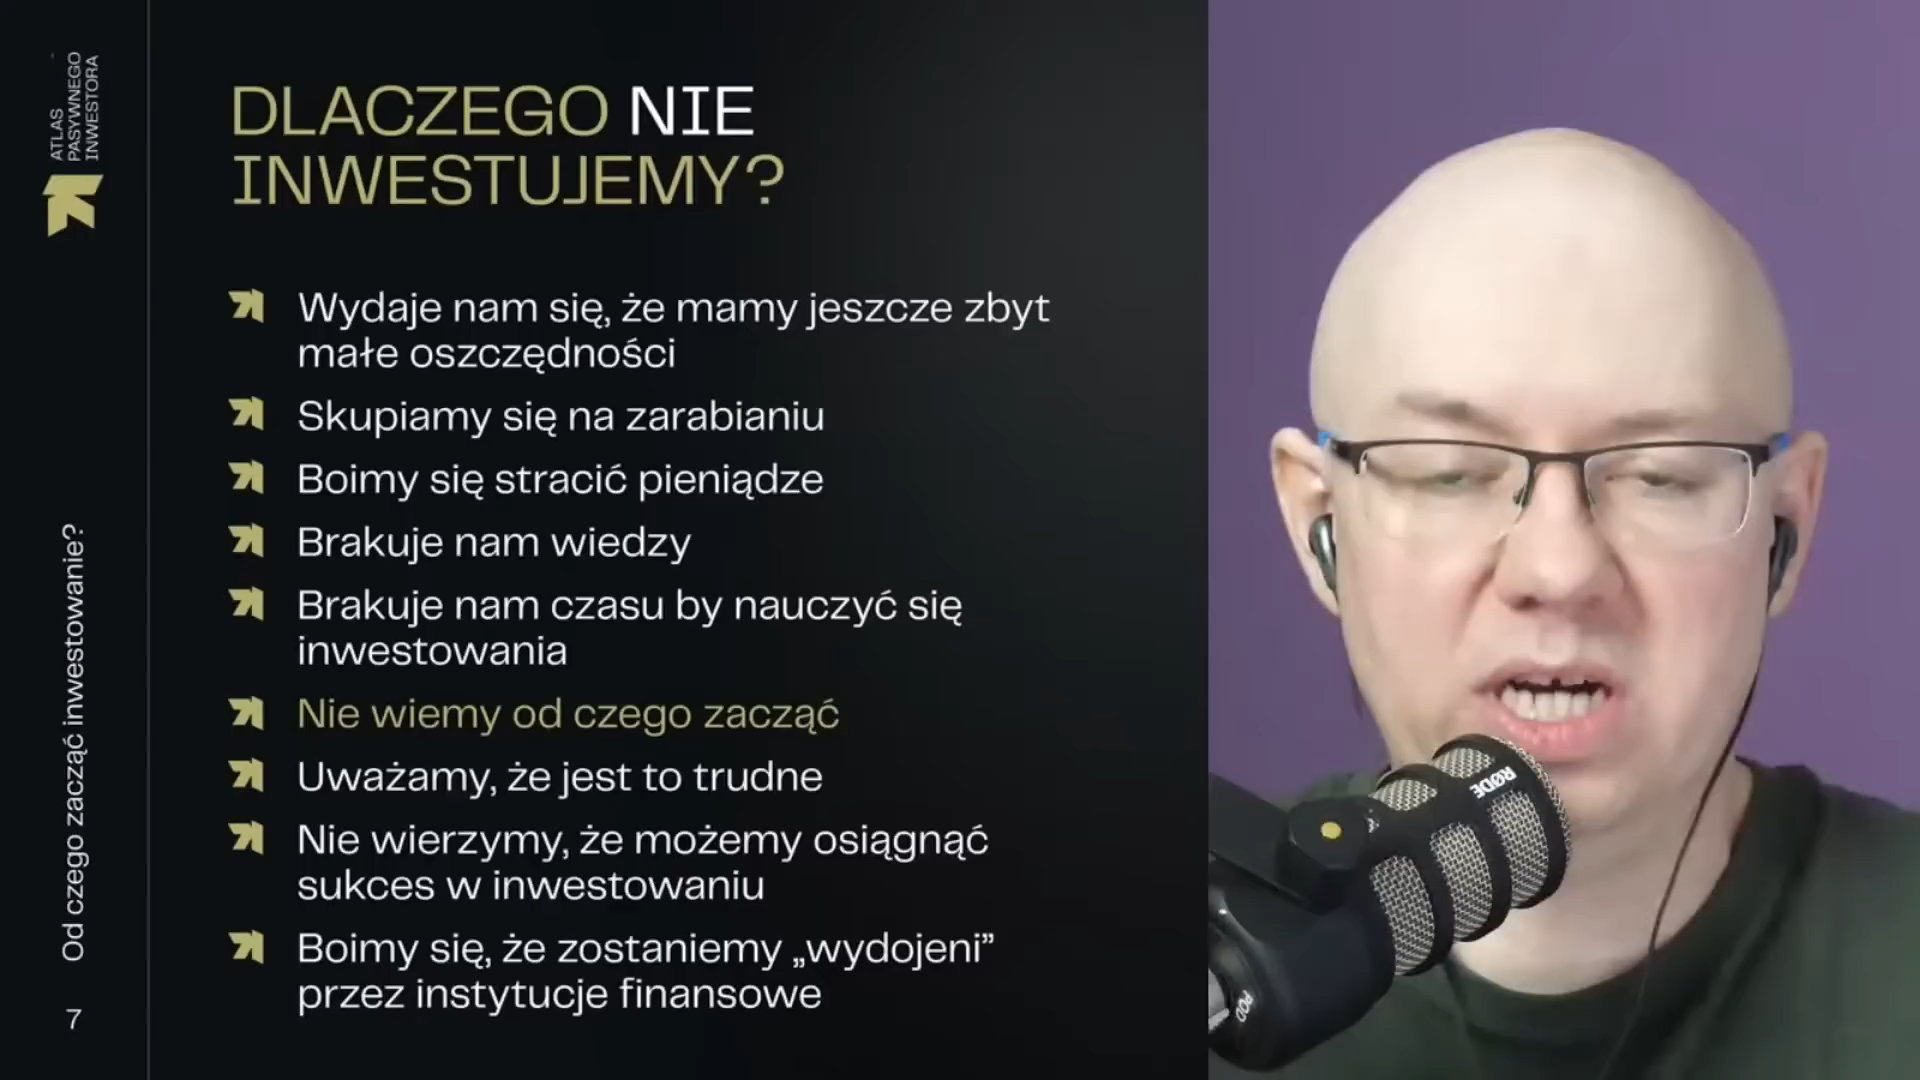 ATLAS
PASYWNEGO
INWESTORA
DLACZEGO NIE
INWESTUJEMY?
Wydaje nam się, że mamy jeszcze zbyt
małe oszczędności
Skupiamy się na zarabianiu
Boimy się stracić pieniądze
Brakuje nam wiedzy
Brakuje nam czasu by nauczyć się
inwestowania
Nie wiemy od czego zacząć
Uważamy, że jest to trudne
Nie wierzymy, że możemy osiągnąć
sukces w inwestowaniu
Boimy się, że zostaniemy „wydojeni”
przez instytucje finansowe
Od czego zacząć inwestowanie?
7
RØDE
POD